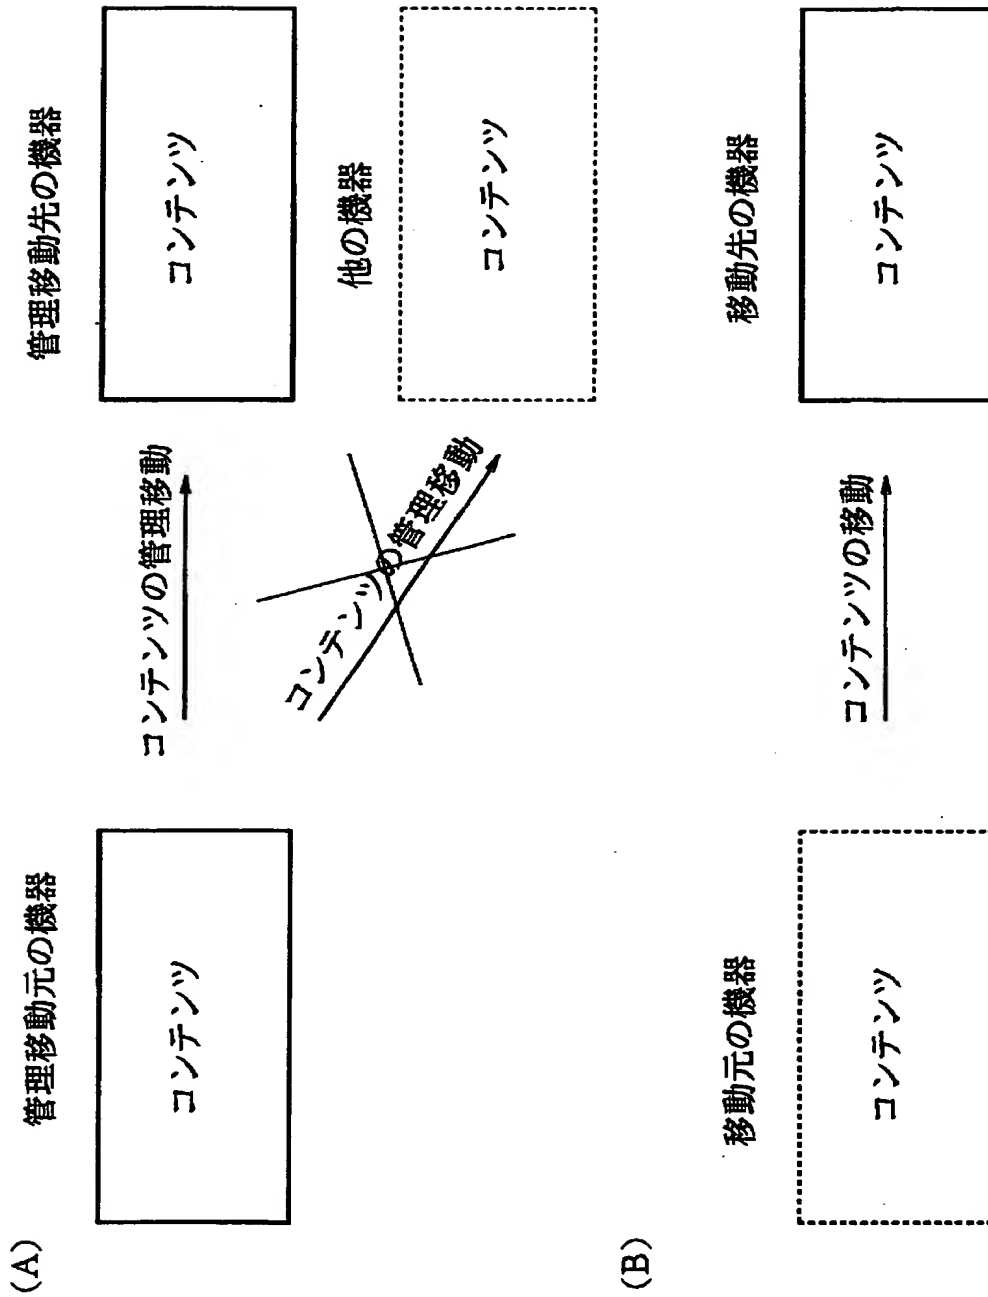 (A)
管理移動元の機器
コンテンツ
コンテンツの管理移動
管理移動先の機器
コンテンツ
コンテンツの管理移動
他の機器
コンテンツ
(B)
移動元の機器
コンテンツ
コンテンツの移動
移動先の機器
コンテンツ